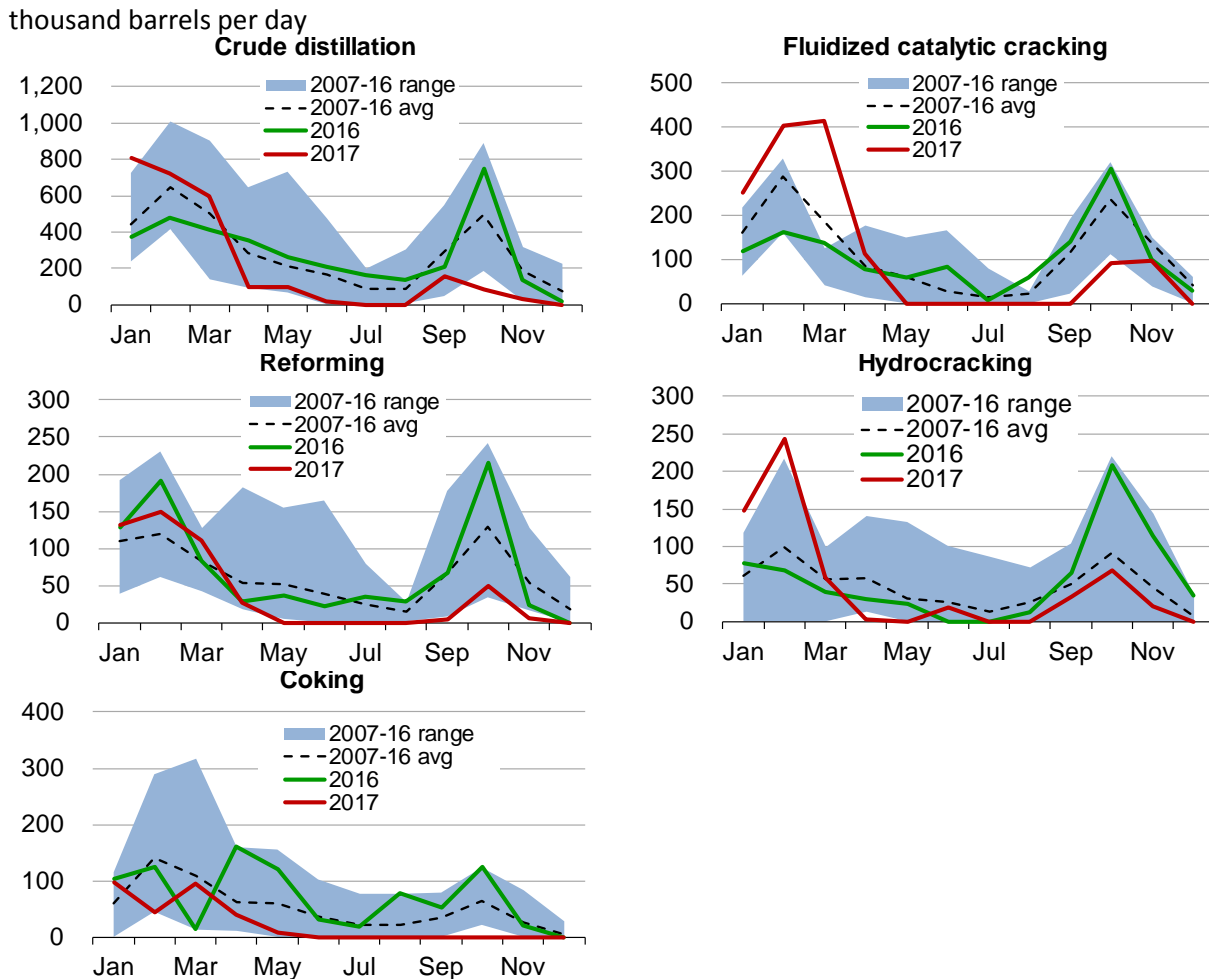 thousand barrels per day
Crude distillation
1,200
1,000
800
600
400
200
0
2007-16 range
2007-16 avg
2016
2017
Jan Mar May Jul Sep Nov
Fluidized catalytic cracking
500
400
300
200
100
0
2007-16 range
2007-16 avg
2016
2017
Jan Mar May Jul Sep Nov
Reforming
300
250
200
150
100
50
0
2007-16 range
2007-16 avg
2016
2017
Jan Mar May Jul Sep Nov
Hydrocracking
300
250
200
150
100
50
0
2007-16 range
2007-16 avg
2016
2017
Jan Mar May Jul Sep Nov
Coking
400
300
200
100
0
2007-16 range
2007-16 avg
2016
2017
Jan Mar May Jul Sep Nov